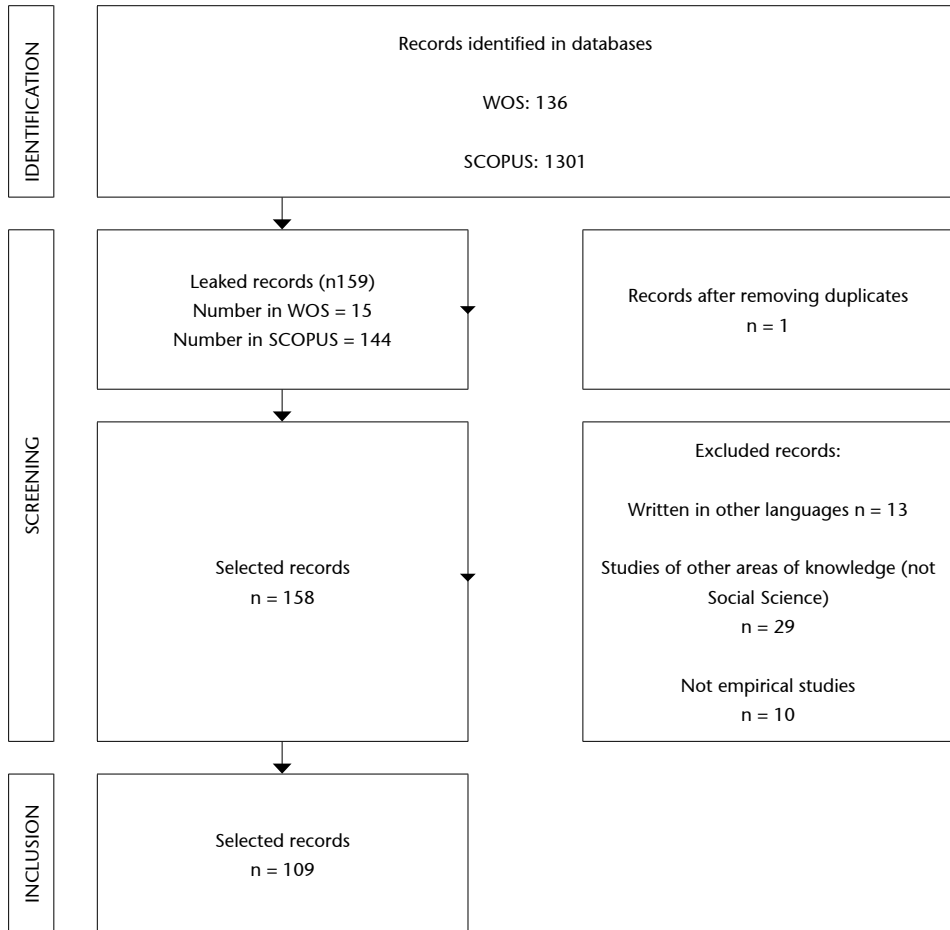 IDENTIFICATION
Records identified in databases
WOS: 136
SCOPUS: 1301
SCREENING
Leaked records (n159)
Number in WOS = 15
Number in SCOPUS = 144
Records after removing duplicates
n = 1
Selected records
n = 158
Excluded records:
Written in other languages n = 13
Studies of other areas of knowledge (not
Social Science)
n = 29
Not empirical studies
n = 10
INCLUSION
Selected records
n = 109